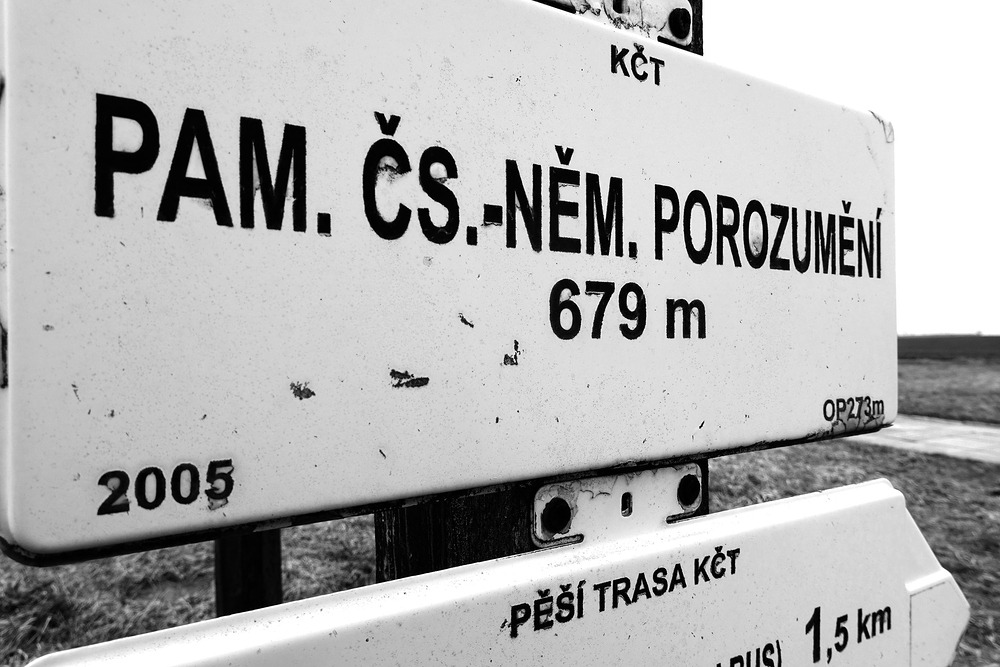 KČT
PAM. ČS.-NĚM. POROZUMĚNÍ
679 m
OP273m
2005
PĚŠÍ TRASA KČT
1,5 km